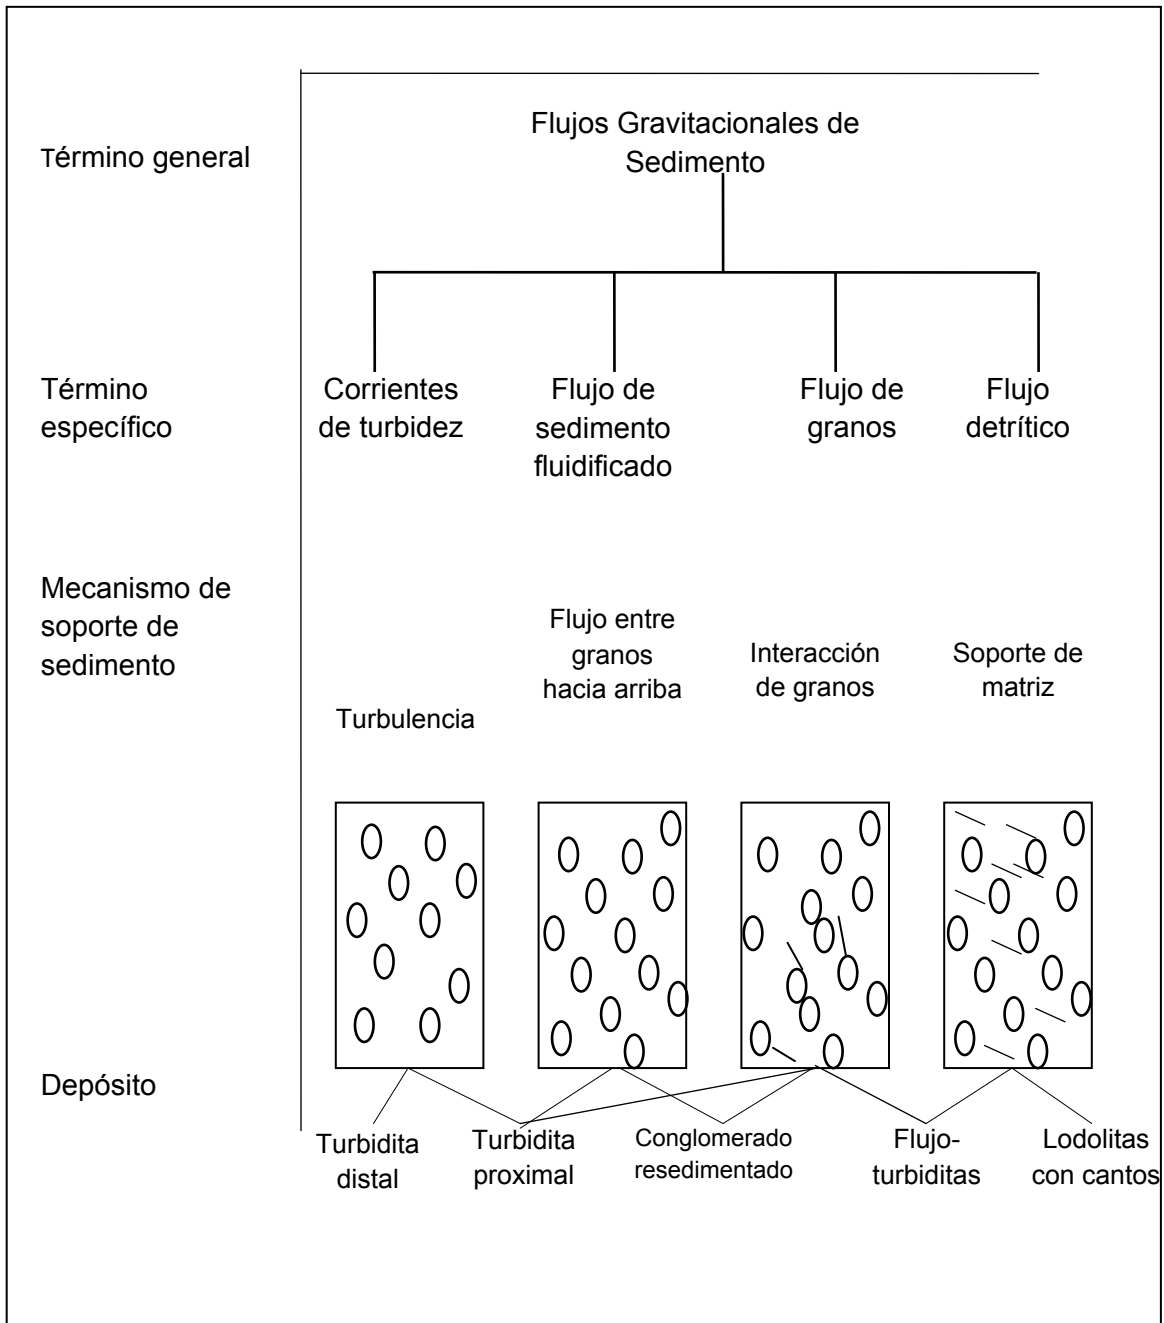 Término general
Flujos Gravitacionales de
Sedimento
Término
específico
Corrientes
de turbidez
Flujo de
sedimento
fluidificado
Flujo de
granos
Flujo
detrítico
Mecanismo de
soporte de
sedimento
Turbulencia
Flujo entre
granos
hacia arriba
Interacción
de granos
Soporte de
matriz
Depósito
Turbidita
distal
Turbidita
proximal
Conglomerado
resedimentado
Flujo-
turbiditas
Lodolitas
con cantos